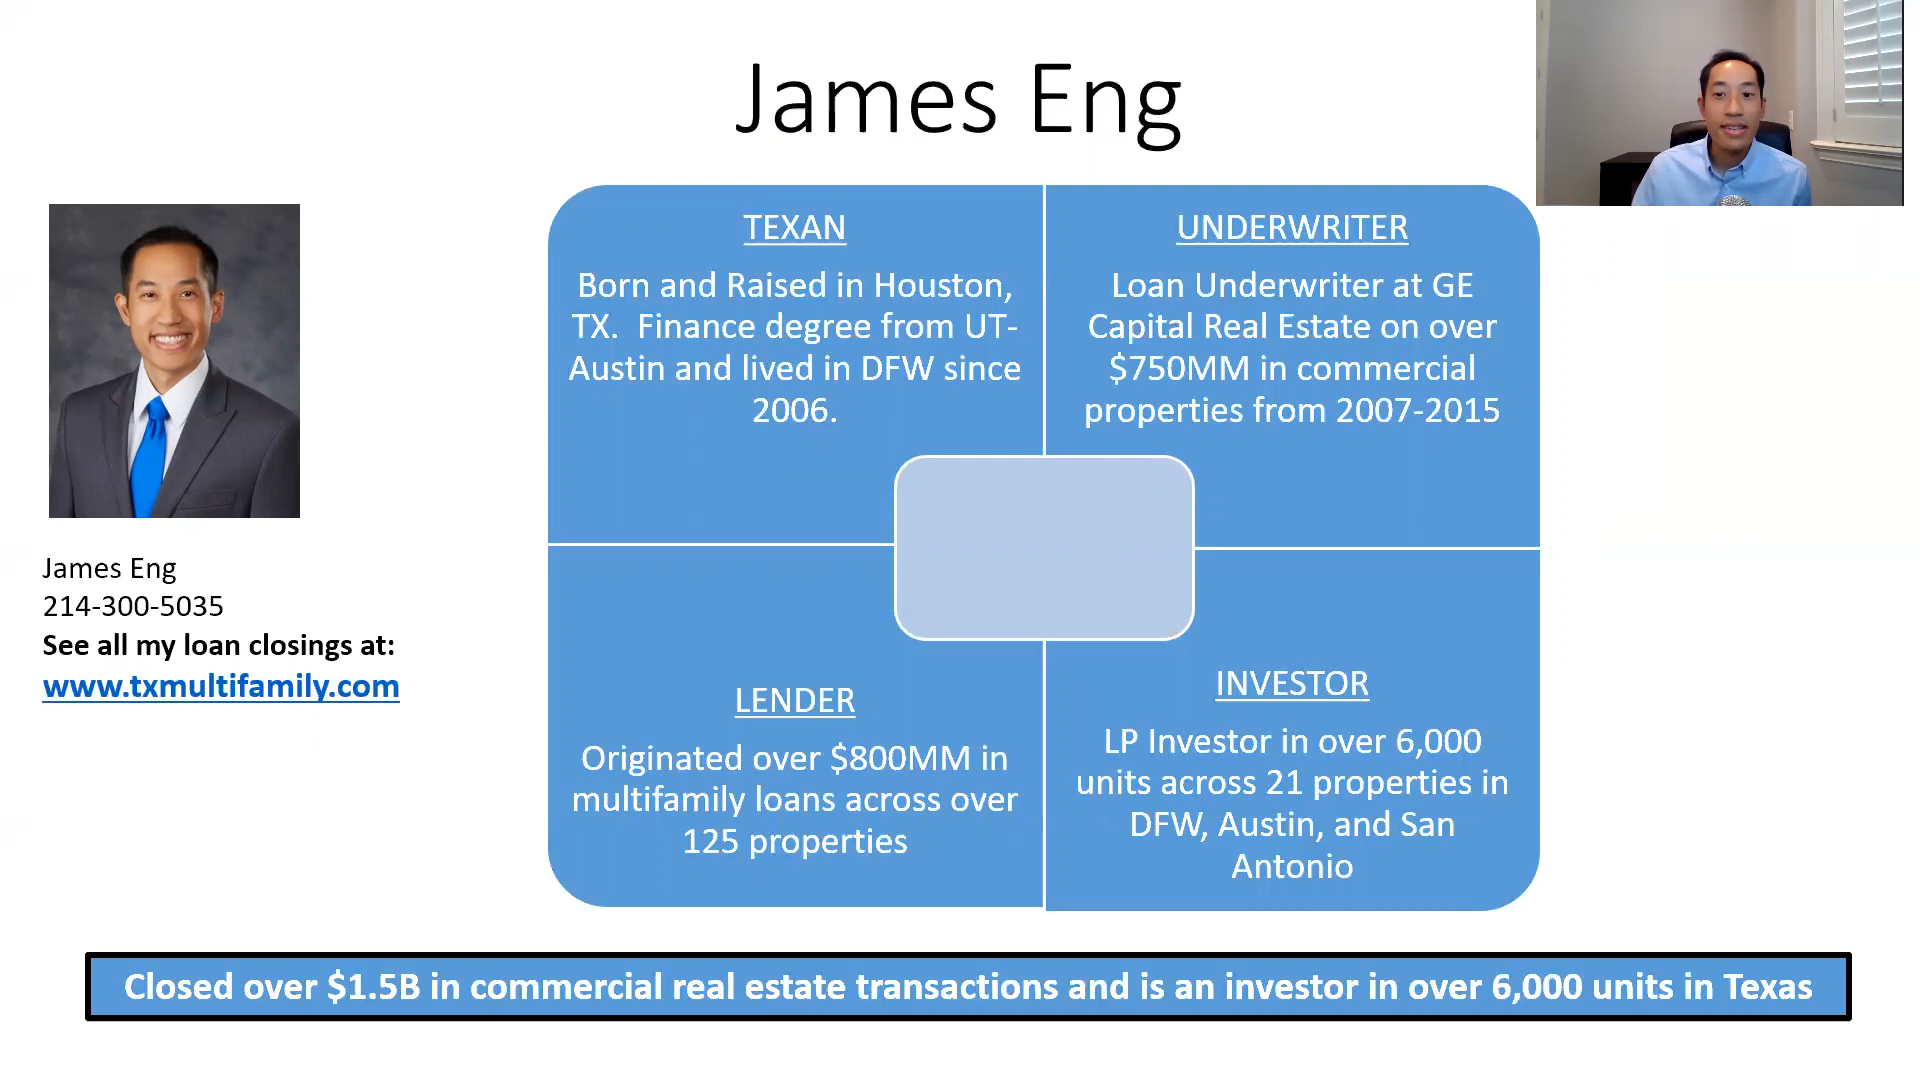 James Eng
TEXAN
Born and Raised in Houston,
TX.  Finance degree from UT-
Austin and lived in DFW since
2006.
UNDERWRITER
Loan Underwriter at GE
Capital Real Estate on over
$750MM in commercial
properties from 2007-2015
James Eng
214-300-5035
See all my loan closings at:
www.txmultifamily.com
LENDER
Originated over $800MM in
multifamily loans across over
125 properties
INVESTOR
LP Investor in over 6,000
units across 21 properties in
DFW, Austin, and San
Antonio
Closed over $1.5B in commercial real estate transactions and is an investor in over 6,000 units in Texas